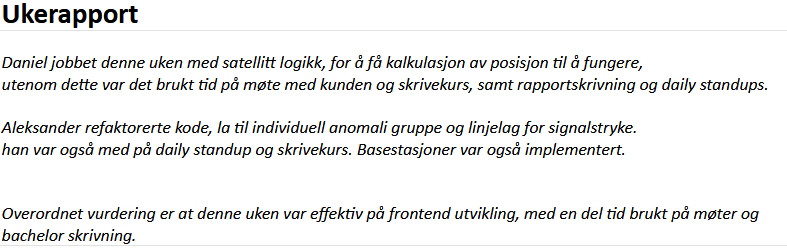 Ukerapport
Daniel jobbet denne uken med satellitt logikk, for å få kalkulasjon av posisjon til å fungere,
utenom dette var det brukt tid på møte med kunden og skrivekurs, samt rapportskrivning og daily standups.
Aleksander refaktorerte kode, la til individuell anomali gruppe og linjelag for signalstryke.
han var også med på daily standup og skrivekurs. Basestasjoner var også implementert.
Overordnet vurdering er at denne uken var effektiv på frontend utvikling, med en del tid brukt på møter og
bachelor skrivning.